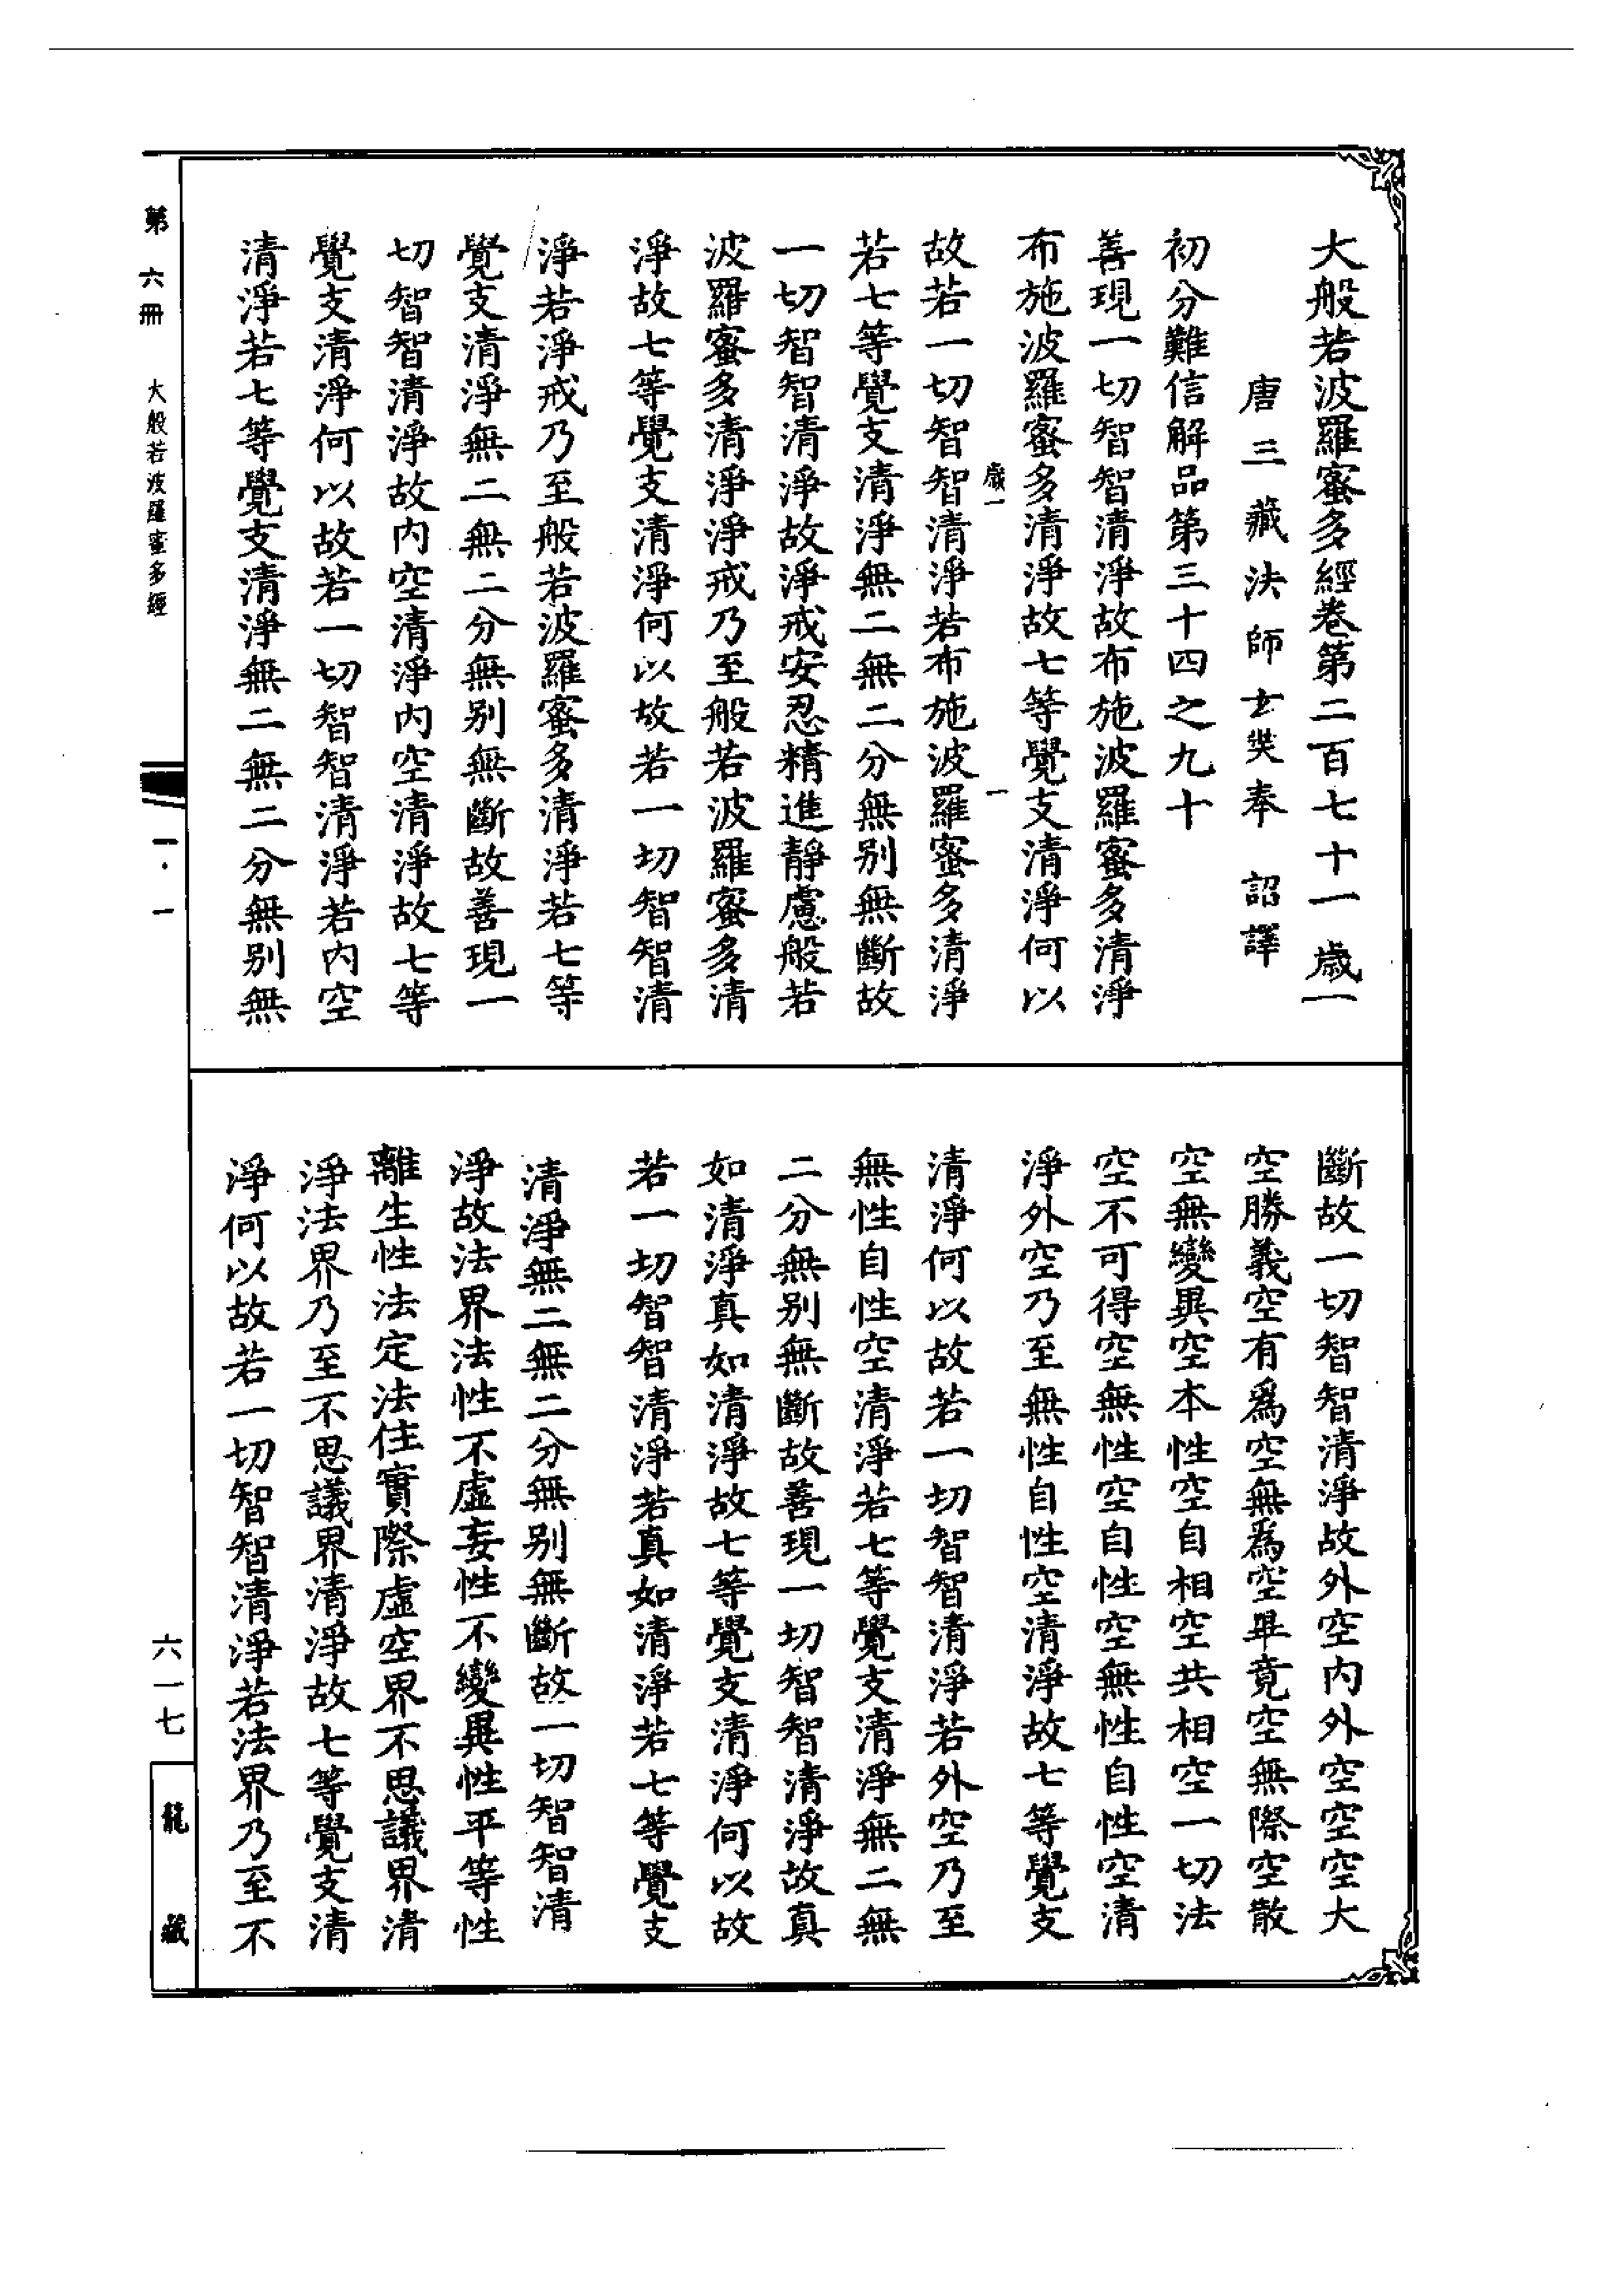 大般若波羅蜜多經卷第二百七十一 歲一
唐三藏法師玄奘奉 詔譯
初分難信解品第三十四之九十
善現一切智智清淨故布施波羅蜜多清淨
布施波羅蜜多清淨故七等覺支清淨何以
故若一切智智清淨若布施波羅蜜多清淨
若七等覺支清淨無二無二分無別無斷故
一切智智清淨故淨戒安忍精進靜慮般若
波羅蜜多清淨淨戒乃至般若波羅蜜多清
淨故七等覺支清淨何以故若一切智智清
淨若淨戒乃至般若波羅蜜多清淨若七等
覺支清淨無二無二分無別無斷故善現一
切智智清淨故內空清淨內空清淨故七等
覺支清淨何以故若一切智智清淨若內空
清淨若七等覺支清淨無二無二分無別無
歲一
一
斷故一切智智清淨故外空內外空空空大
空勝義空有爲空無爲空畢竟空無際空散
空無變異空本性空自相空共相空一切法
空不可得空無性空自性空無性自性空清
淨外空乃至無性自性空清淨故七等覺支
清淨何以故若一切智智清淨若外空乃至
無性自性空清淨若七等覺支清淨無二無
二分無別無斷故善現一切智智清淨故真
如清淨真如清淨故七等覺支清淨何以故
若一切智智清淨若真如清淨若七等覺支
清淨無二無二分無別無斷故一切智智清
淨故法界法性不虛妄性不變異性平等性
離生性法定法住實際虛空界不思議界清
淨法界乃至不思議界清淨故七等覺支清
淨何以故若一切智智清淨若法界乃至不
第六冊 大般若波羅蜜多經
一·一
六一七
龍藏